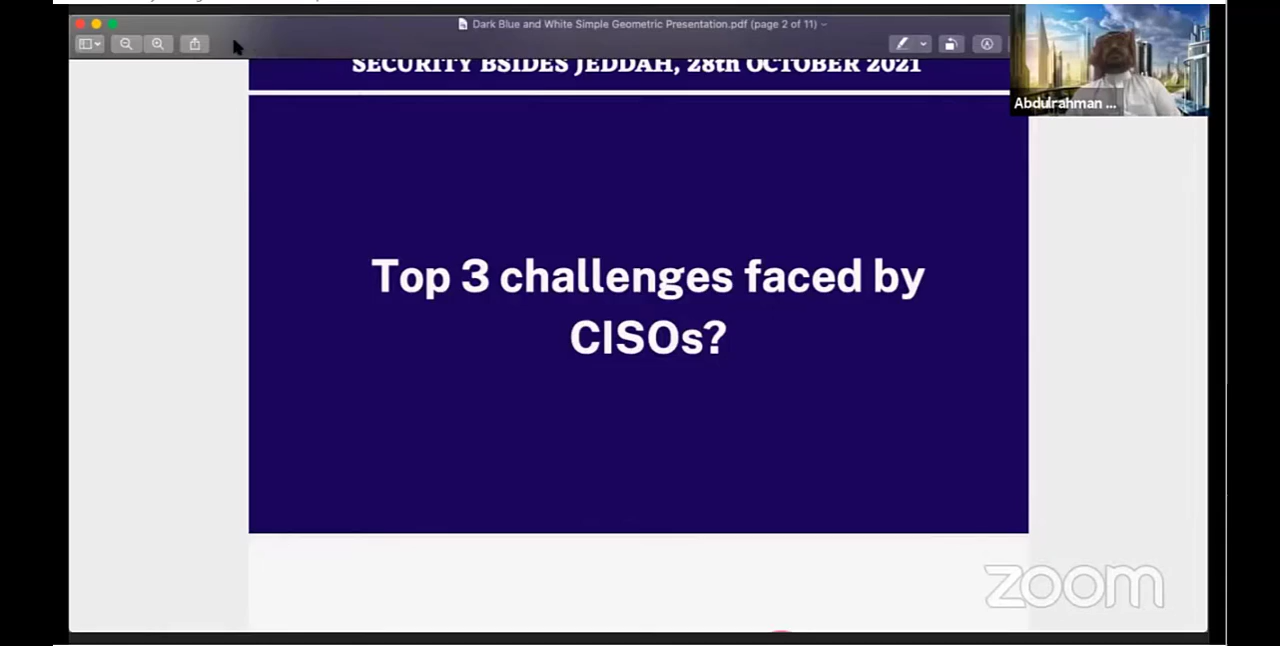 Dark Blue and White Simple Geometric Presentation.pdf (page 2 of 11)
SECURITY BSIDES JEDDAH, 28th OCTOBER 2021
Abdulrahman ...
Top 3 challenges faced by
CISOs?
zoom